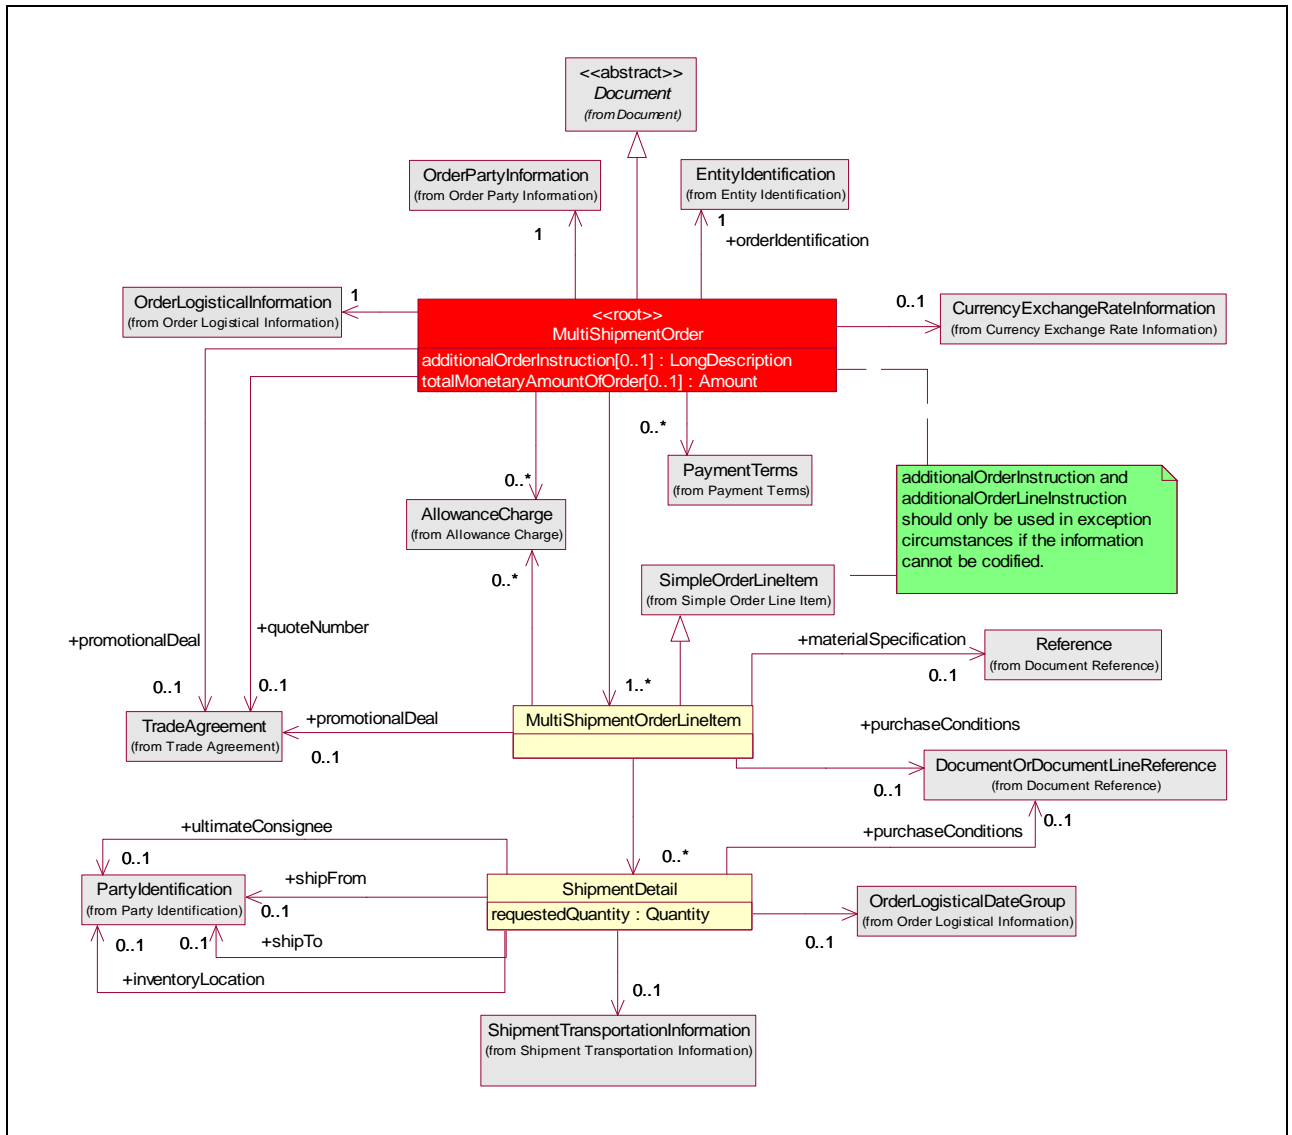 <<abstract>>
Document
(from Document)
OrderPartyInformation
(from Order Party Information)
EntityIdentification
(from Entity Identification)
1
1
+orderIdentification
OrderLogisticalInformation
(from Order Logistical Information)
1
<<root>>
MultiShipmentOrder
additionalOrderInstruction[0..1] : LongDescription
totalMonetaryAmountOfOrder[0..1] : Amount
0..1
CurrencyExchangeRateInformation
(from Currency Exchange Rate Information)
0..*
PaymentTerms
(from Payment Terms)
0..*
AllowanceCharge
(from Allowance Charge)
0..*
additionalOrderInstruction and
additionalOrderLineInstruction
should only be used in exception
circumstances if the information
cannot be codified.
SimpleOrderLineItem
(from Simple Order Line Item)
+promotionalDeal
+quoteNumber
0..1
0..1
1..*
+materialSpecification
0..1
Reference
(from Document Reference)
TradeAgreement
(from Trade Agreement)
+promotionalDeal
0..1
MultiShipmentOrderLineItem
+purchaseConditions
0..1
DocumentOrDocumentLineReference
(from Document Reference)
+purchaseConditions
0..1
+ultimateConsignee
0..1
0..*
PartyIdentification
(from Party Identification)
+shipFrom
0..1
ShipmentDetail
requestedQuantity : Quantity
OrderLogisticalDateGroup
(from Order Logistical Information)
0..1
0..1
0..1
+shipTo
+inventoryLocation
0..1
ShipmentTransportationInformation
(from Shipment Transportation Information)